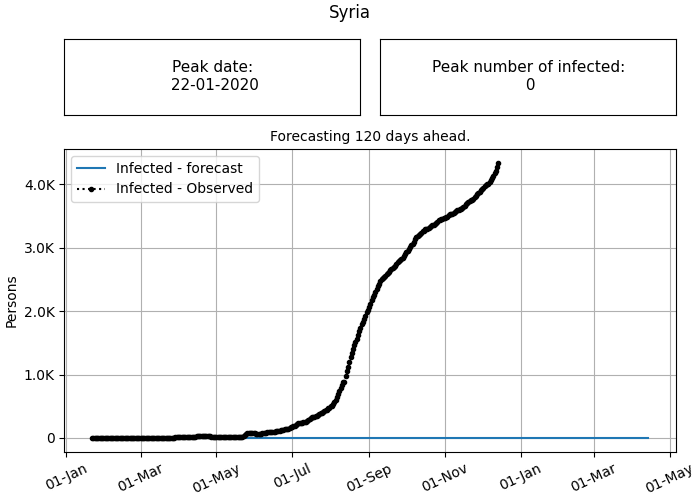 Syria
Peak date:
22-01-2020
Peak number of infected:
0
Forecasting 120 days ahead.
Infected - forecast
Infected - Observed
4.0K
3.0K
2.0K
1.0K
0
Persons
01-Jan
01-Mar
01-May
01-Jul
01-Sep
01-Nov
01-Jan
01-Mar
01-May